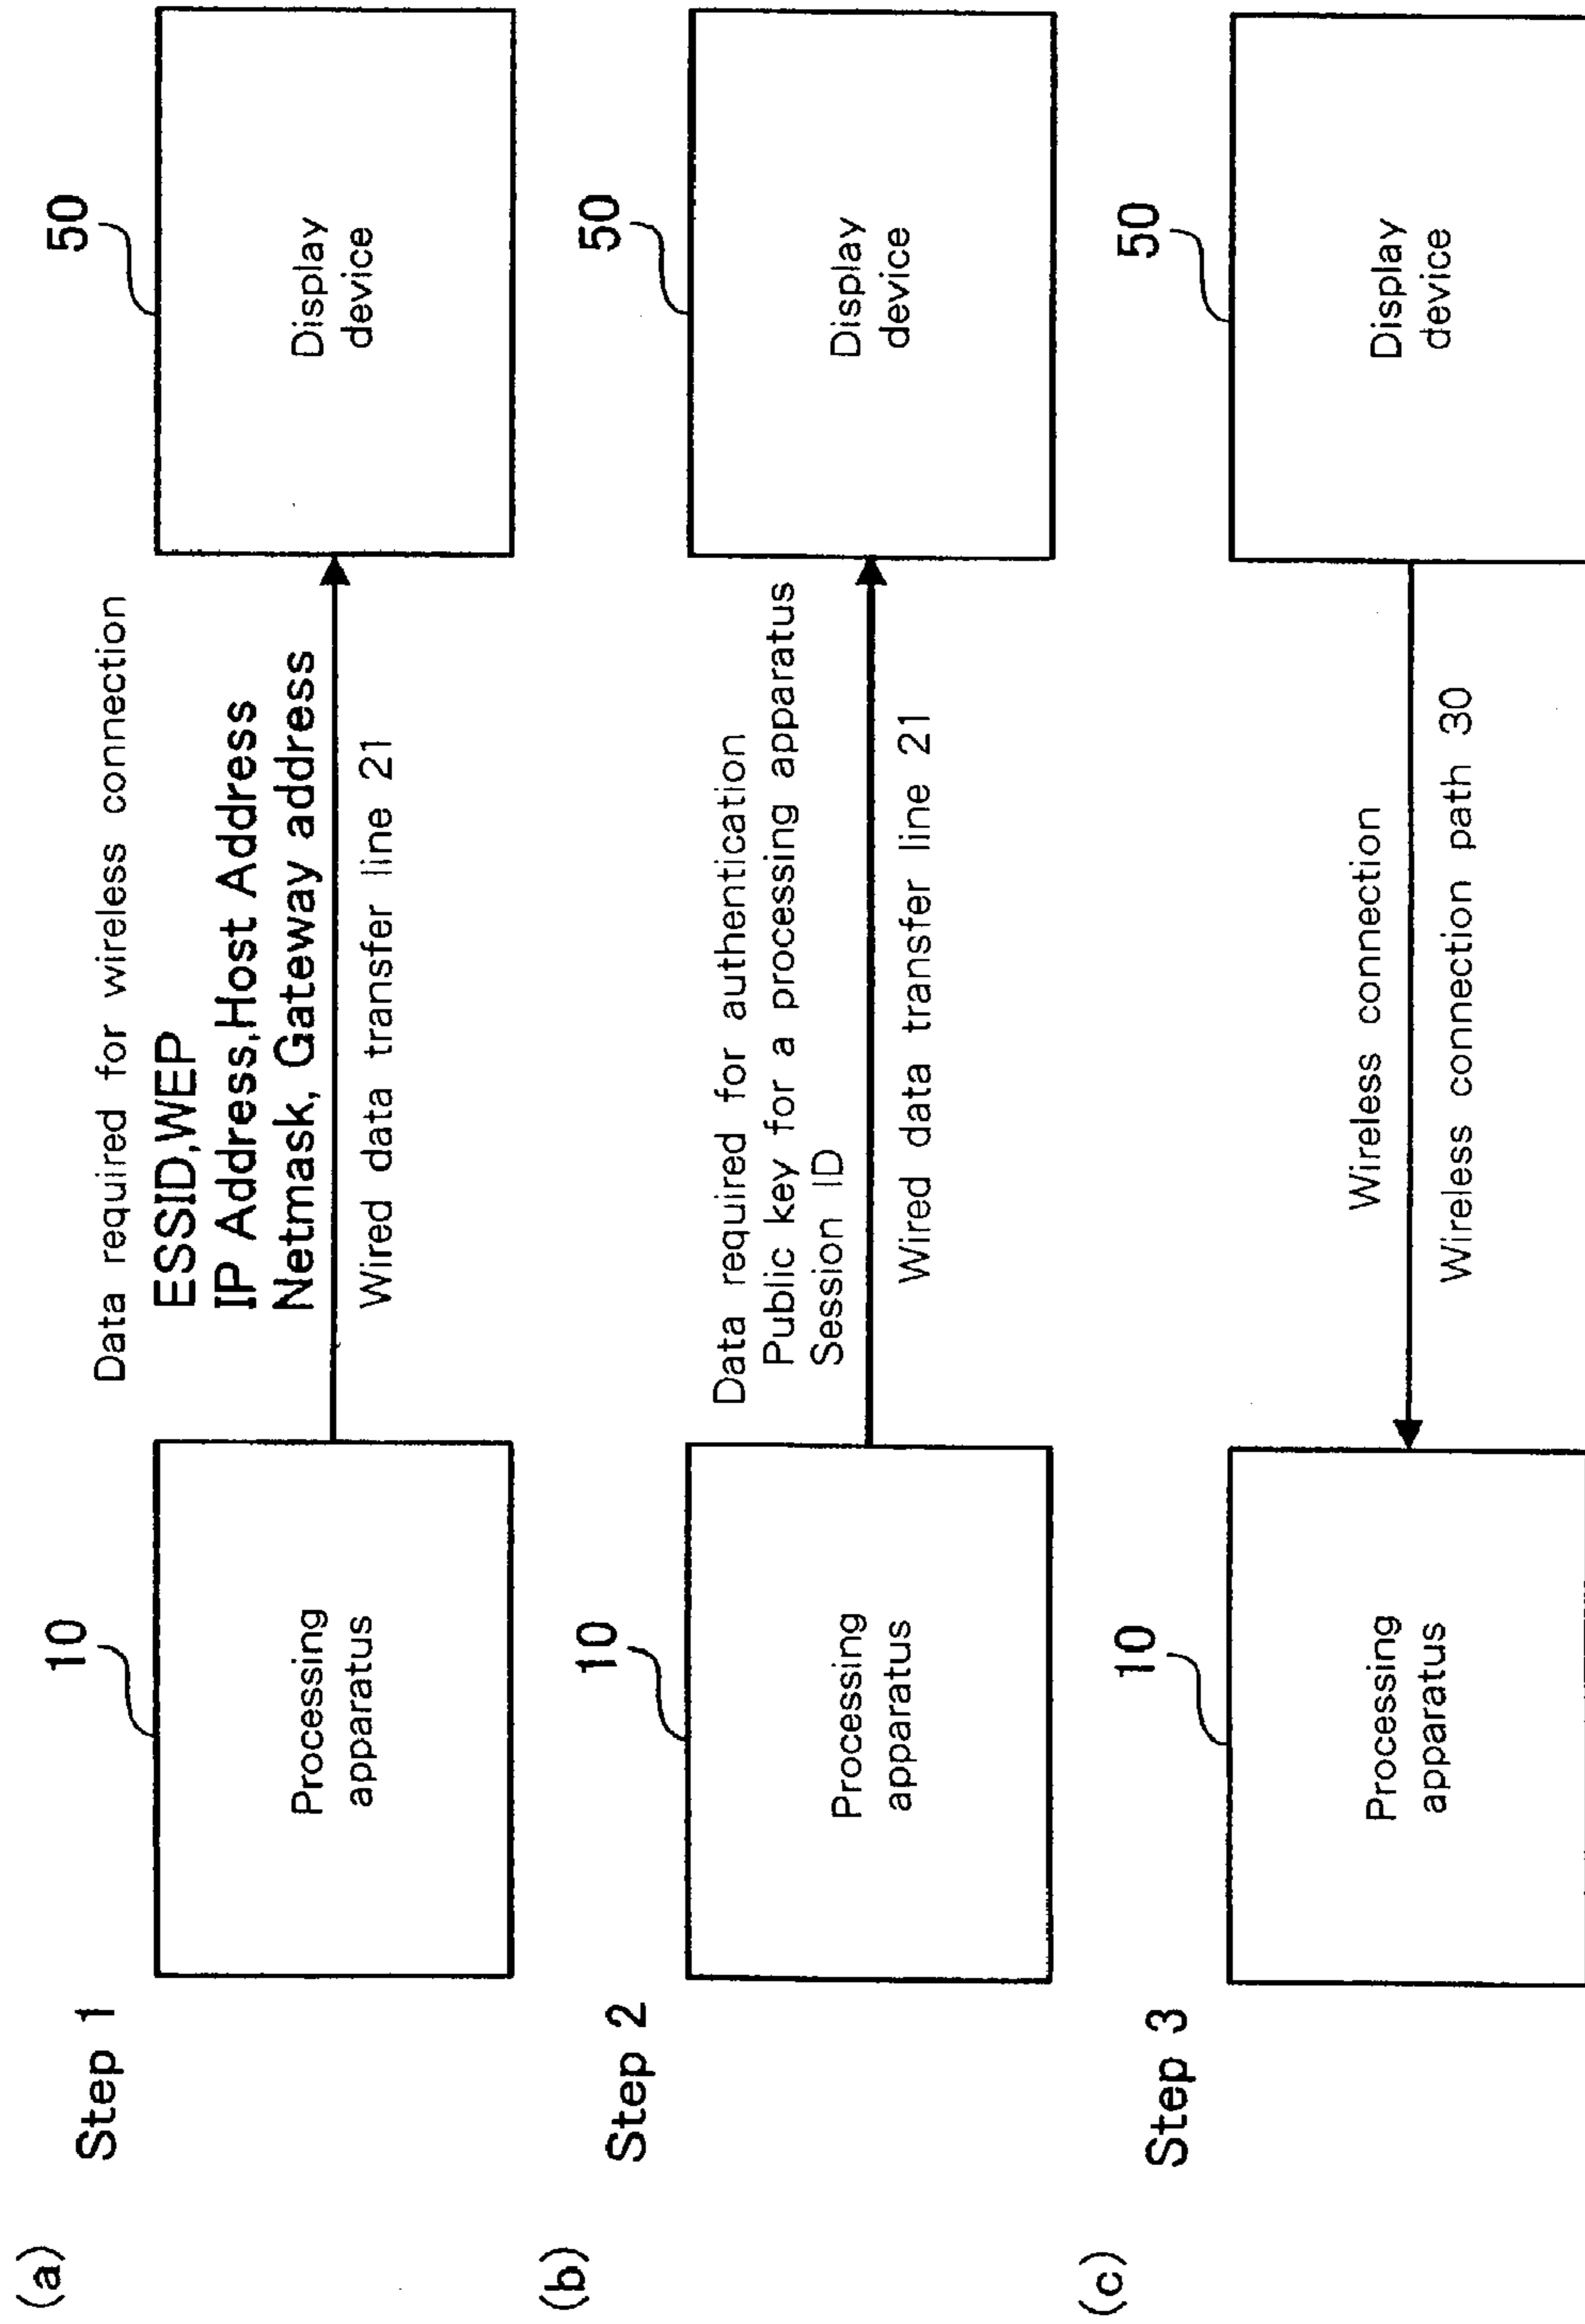 (a)
Step 1
10
Processing
apparatus
Data required for wireless connection
ESSID,WEP
IP Address,Host Address
Netmask, Gateway address
Wired data transfer line 21
50
Display
device
(b)
Step 2
10
Processing
apparatus
Data required for authentication
Public key for a processing apparatus
Session ID
Wired data transfer line 21
50
Display
device
(c)
Step 3
10
Processing
apparatus
Wireless connection
Wireless connection path 30
50
Display
device